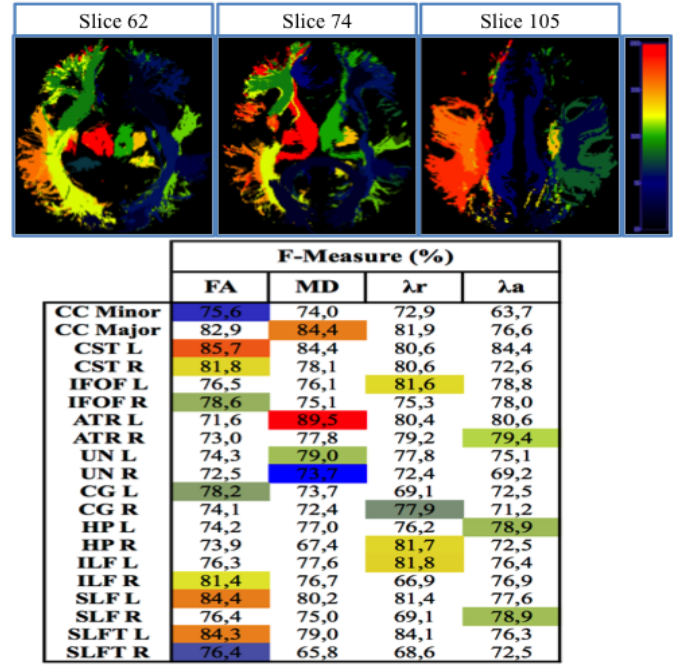 Slice 62 Slice 74 Slice 105
F-Measure (%)
FA MD λr λa
CC Minor 75,6 74,0 72,9 63,7
CC Major 82,9 84,4 81,9 76,6
CST L 85,7 84,4 80,6 84,4
CST R 81,8 78,1 80,6 72,6
IFOF L 76,5 76,1 81,6 78,8
IFOF R 78,6 75,1 75,3 78,0
ATR L 71,6 89,5 80,4 80,6
ATR R 73,0 77,8 79,2 79,4
UN L 74,3 79,0 77,8 75,1
UN R 72,5 73,7 72,4 69,2
CG L 78,2 73,7 69,1 72,5
CG R 74,1 72,4 77,9 71,2
HP L 74,2 77,0 76,2 78,9
HP R 73,9 67,4 81,7 72,5
ILF L 76,3 77,6 81,8 76,4
ILF R 81,4 76,7 66,9 76,9
SLF L 84,4 80,2 81,4 77,6
SLF R 76,4 75,0 69,1 78,9
SLFT L 84,3 79,0 84,1 76,3
SLFT R 76,4 65,8 68,6 72,5